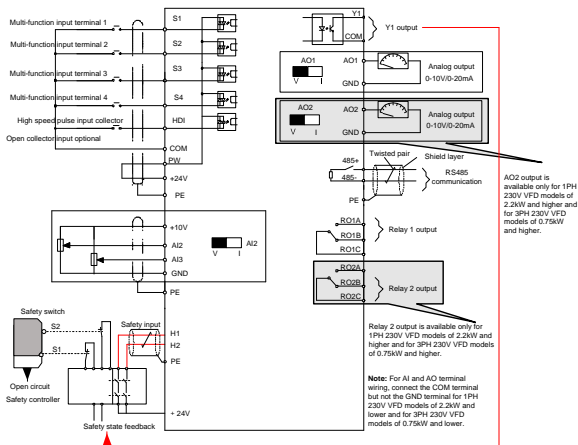 Multi-function input terminal 1
S1
Multi-function input terminal 2
S2
Multi-function input terminal 3
S3
Multi-function input terminal 4
S4
High speed pulse input collector
HDI
Open collector input optional
COM
PW
+24V
PE
+10V
AI2
AI3
GND
PE
AI2
V I
Safety switch
S2
S1
Open circuit
Safety controller
Safety input
H1
H2
PE
+ 24V
Safety state feedback
Y1
COM
Y1 output
AO1
V I
AO1
GND
Analog output
0-10V/0-20mA
AO2
V I
AO2
GND
Analog output
0-10V/0-20mA
Twisted pair
Shield layer
485+
485-
PE
RS485
communication
AO2 output is
available only for 1PH
230V VFD models of
2.2kW and higher and
for 3PH 230V VFD
models of 0.75kW
and higher.
RO1A
RO1B
RO1C
Relay 1 output
RO2A
RO2B
RO2C
Relay 2 output
Relay 2 output is available only for
1PH 230V VFD models of 2.2kW and
higher and for 3PH 230V VFD models
of 0.75kW and higher.
Note: For AI and AO terminal
wiring, connect the COM terminal
but not the GND terminal for 1PH
230V VFD models of 2.2kW and
lower and for 3PH 230V VFD
models of 0.75kW and lower.